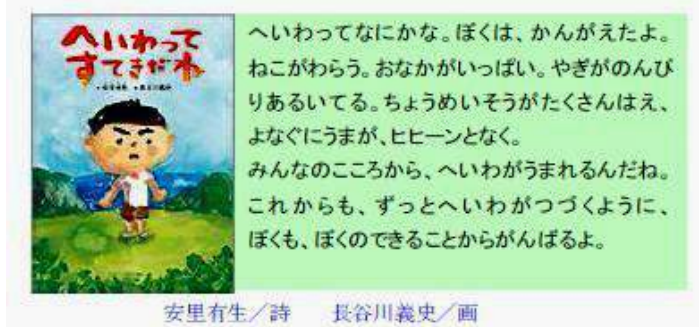 へいわって
すてきだね
へいわってなにかな。ぼくは、かんがえたよ。
ねこがわらう。おなかがいっぱい。やぎがのんび
りあるいてる。ちょうめいそうがたくさんはえ、
よなぐにうまが、ヒヒーンとなく。
みんなのこころから、へいわがうまれるんだね。
これからも、ずっとへいわがつづくように、
ぼくも、ぼくのできることからがんばるよ。
安里有生／詩　　長谷川義史／画